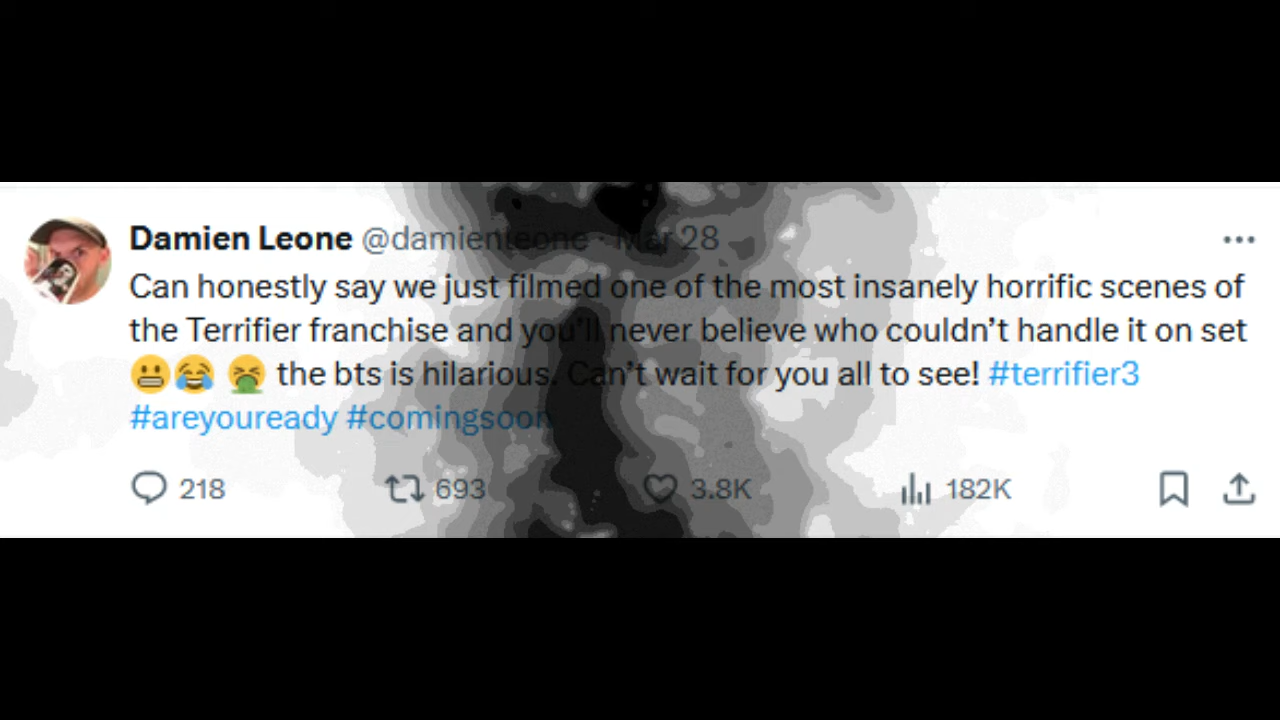 Damien Leone @damienleone · Mar 28
Can honestly say we just filmed one of the most insanely horrific scenes of
the Terrifier franchise and you’ll never believe who couldn’t handle it on set
😬😂 🤮 the bts is hilarious. Can’t wait for you all to see! #terrifier3
#areyouready #comingsoon
218 693 3.8K 182K